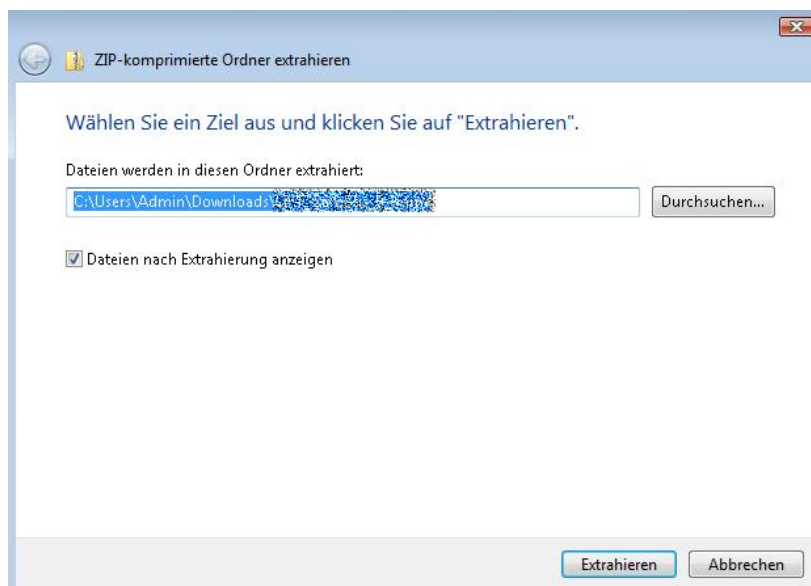 ZIP-komprimierte Ordner extrahieren
Wählen Sie ein Ziel aus und klicken Sie auf "Extrahieren".
Dateien werden in diesen Ordner extrahiert:
C:\Users\Admin\Downloads\
Durchsuchen...
Dateien nach Extrahierung anzeigen
Extrahieren
Abbrechen